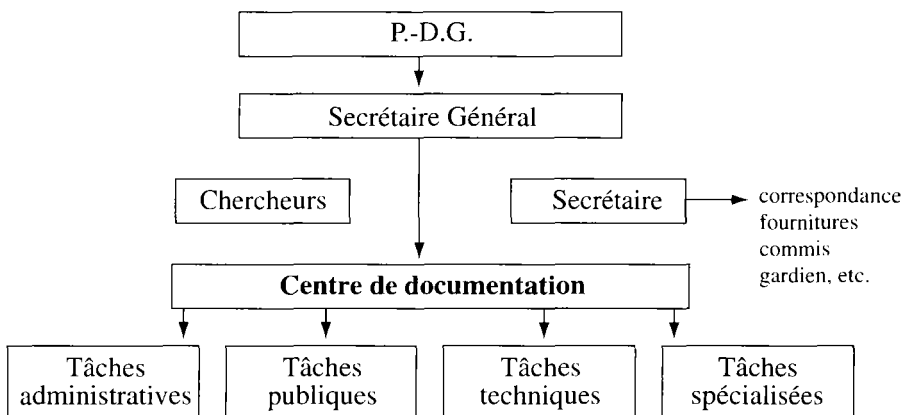 P.-D.G.
Secrétaire Général
Chercheurs
Secrétaire
correspondance
fournitures
commis
gardien, etc.
Centre de documentation
Tâches
administratives
Tâches
publiques
Tâches
techniques
Tâches
spécialisées